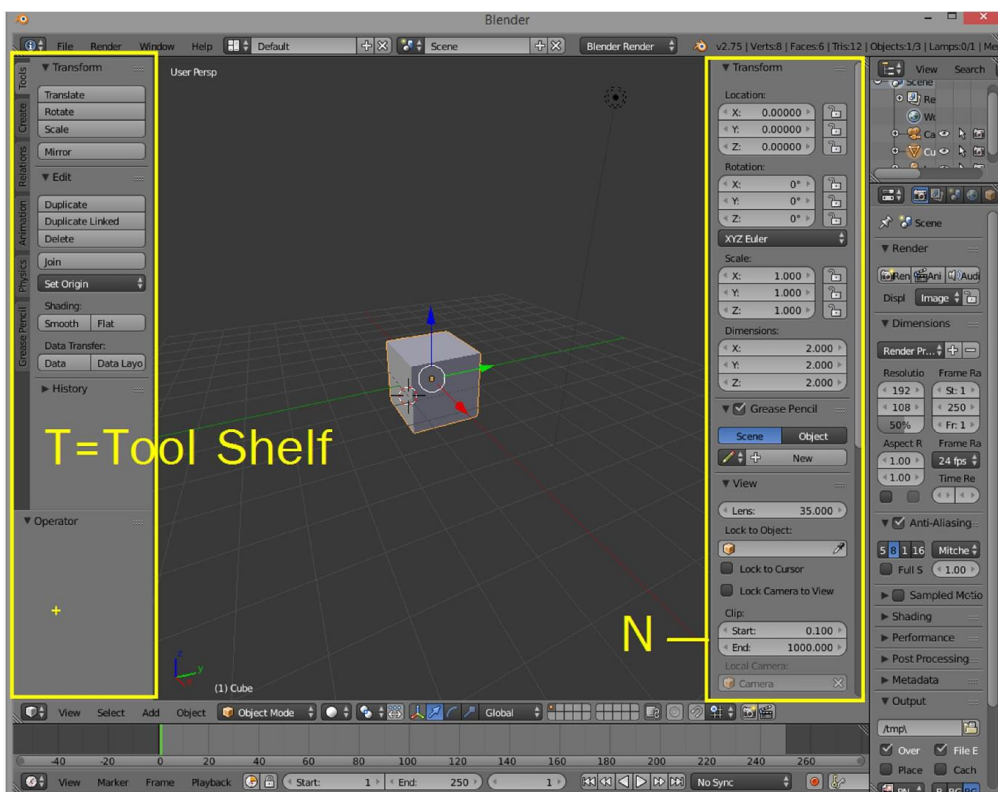 Blender
File Render Window Help Default Scene Blender Render v2.75 | Verts:8 | Faces:6 | Tris:12 | Objects:1/3 | Lamps:0/1 |
Tools
Create
Relations
Animation
Physics
Grease Pencil
Transform
Translate
Rotate
Scale
Mirror
Edit
Duplicate
Duplicate Linked
Delete
Join
Set Origin
Shading:
Smooth Flat
Data Transfer:
Data Data Layo
History
T=Tool Shelf
Operator
User Persp
z
y
(1) Cube
N
Transform
Location:
X: 0.00000
Y: 0.00000
Z: 0.00000
Rotation:
X: 0°
Y: 0°
Z: 0°
XYZ Euler
Scale:
X: 1.000
Y: 1.000
Z: 1.000
Dimensions:
X: 2.000
Y: 2.000
Z: 2.000
Grease Pencil
Scene Object
New
View
Lens: 35.000
Lock to Object:
Lock to Cursor
Lock Camera to View
Clip:
Start: 0.100
End: 1000.000
Local Camera:
Camera
View Search
Scene
Re
Wo
Ca
Cu
Scene
Render
Ren Ani Audi
Displ Image
Dimensions
Render Pr...
Resolutio Frame Ra
192 St: 1
108 250
50% Fr: 1
Aspect R Frame Ra
1.00 24 fps
1.00 Time Re
Anti-Aliasing
5 8 1 16 Mitche
Full S 1.00
Sampled Motio
Shading
Performance
Post Processing
Metadata
Output
/tmp\
Over File E
Place Cach
View Select Add Object Object Mode Global
-40 -20 0 20 40 60 80 100 120 140 160 180 200 220 240 260
View Marker Frame Playback Start: 1 End: 250 1 No Sync